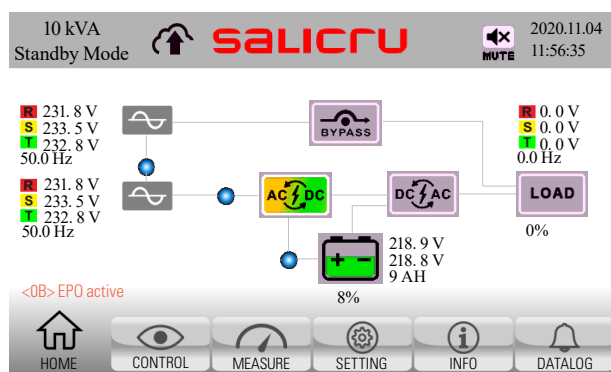 10 kVA
Standby Mode
salicru
MUTE
2020.11.04
11:56:35
R 231. 8 V
S 233. 5 V
T 232. 8 V
50.0 Hz
BYPASS
R 0. 0 V
S 0. 0 V
T 0. 0 V
0.0 Hz
R 231. 8 V
S 233. 5 V
T 232. 8 V
50.0 Hz
AC DC
DC AC
LOAD
0%
218. 9 V
218. 8 V
9 AH
8%
<0B> EPO active
HOME
CONTROL
MEASURE
SETTING
INFO
DATALOG